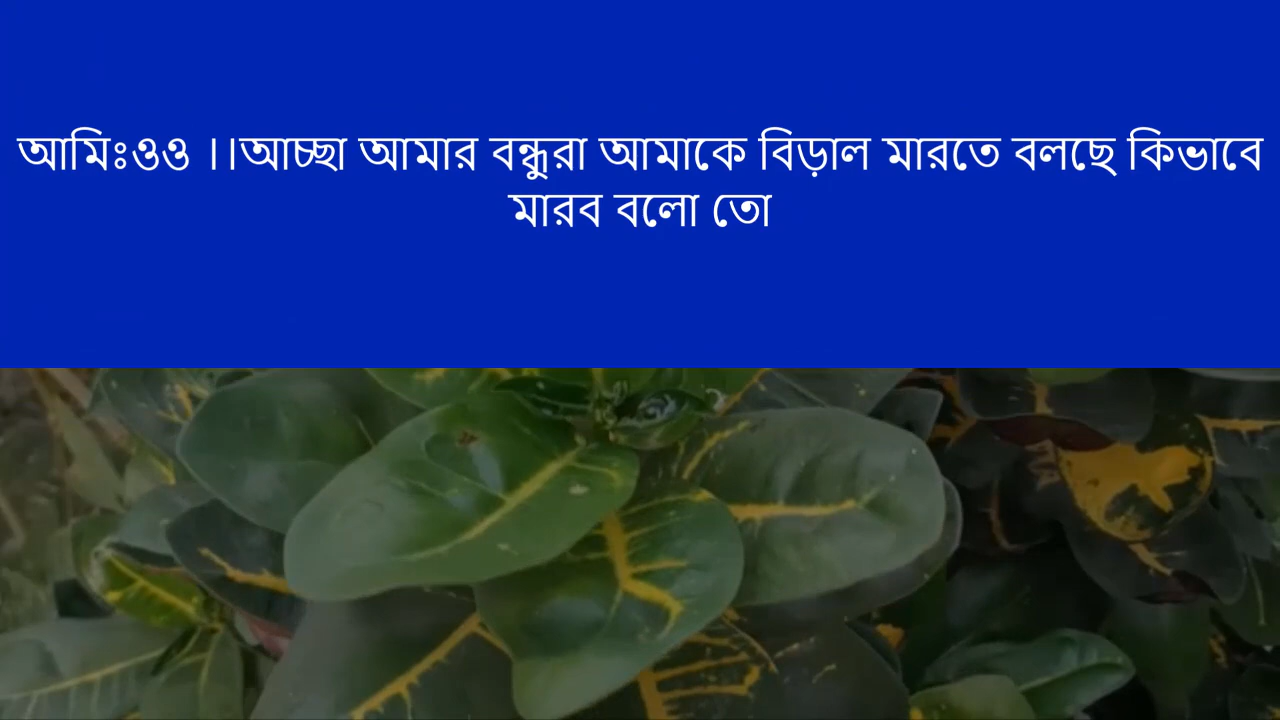 আমিঃওও ।।আচ্ছা আমার বন্ধুরা আমাকে বিড়াল মারতে বলছে কিভাবে
মারব বলো তো